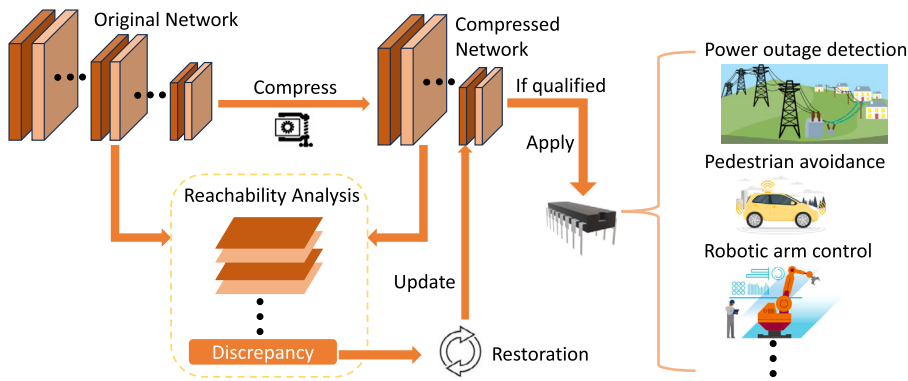 Original Network
Compress
Compressed
Network
If qualified
Apply
Reachability Analysis
Discrepancy
Update
Restoration
Power outage detection
Pedestrian avoidance
Robotic arm control